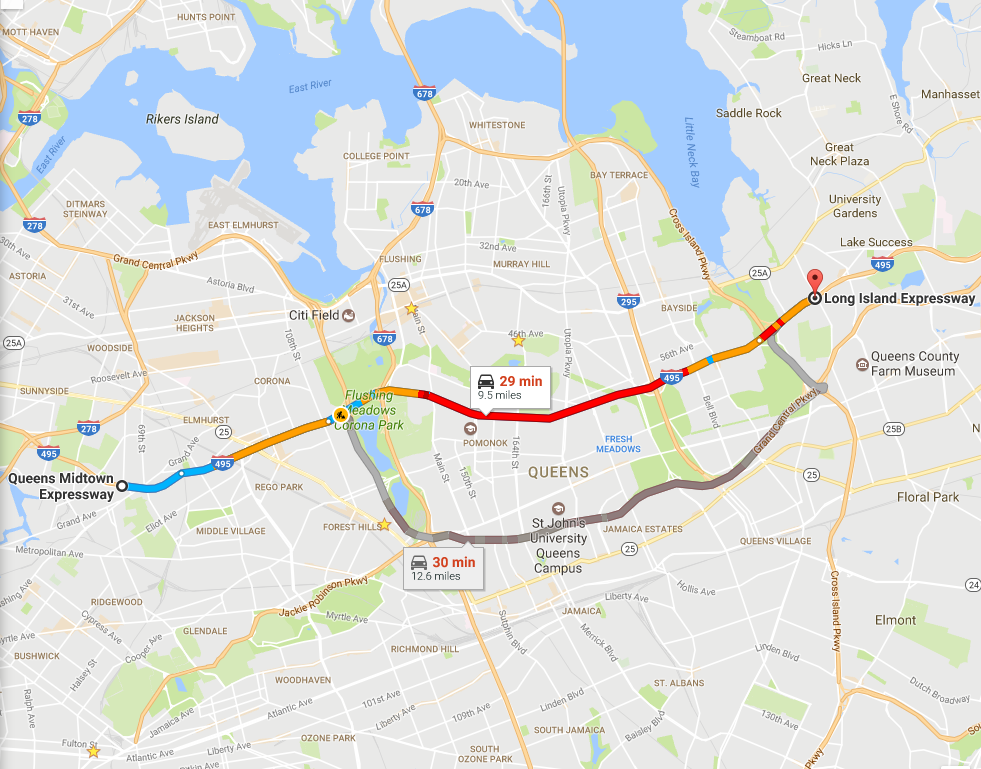 HUNTS POINT
MOTT HAVEN
Steamboat Rd
Hicks Ln
Great Neck
E Shore Rd
Manhasset
East River
678
278
Rikers Island
Saddle Rock
WHITESTONE
Little Neck Bay
East River
COLLEGE POINT
Great
Neck Plaza
20th Ave
T66th St
Utopia Pkwy
BAY TERRACE
DITMARS
STEINWAY
678
University
Gardens
278
EAST ELMHURST
Cross Island Pkwy
30th Ave
32nd Ave
Lake Success
Grand Central Pkwy
FLUSHING
MURRAY HILL
495
ASTORIA
Astoria Blvd
25A
25A
31st Ave
295
Long Island Expressway
Citi Field
Main St
BAYSIDE
JACKSON
HEIGHTS
108th St
678
46th Ave
25A
WOODSIDE
Utopia Pkwy
56th Ave
Queens County
Farm Museum
Roosevelt Ave
29 min
9.5 miles
495
CORONA
SUNNYSIDE
Flushing
Meadows
Corona Park
Grand Central Pkwy
Bell Blvd
ELMHURST
278
25
69th St
POMONOK
164th St
FRESH
MEADOWS
25B
Grand Ave
495
495
Main St
150th St
QUEENS
25
Queens Midtown
Expressway
REGO PARK
Floral Park
Grand Ave
Eliot Ave
FOREST HILLS
St John's
University
Queens
Campus
JAMAICA ESTATES
MIDDLE VILLAGE
QUEENS VILLAGE
25
Metropolitan Ave
30 min
12.6 miles
Jackie Robinson Pkwy
Hollis Ave
24
Liberty Ave
RIDGEWOOD
Cypress Ave
JAMAICA
Cross Island Pkwy
Myrtle Ave
Elmont
GLENDALE
Sutphin Blvd
Merrick Blvd
Cooper Ave
RICHMOND HILL
Linden Blvd
BUSHWICK
Halsey St
WOODHAVEN
ST. ALBANS
Ralph Ave
101st Ave
Dutch Broadway
Atlantic Ave
Linden Blvd
109th Ave
130th Ave
Jamaica Ave
Liberty Ave
Baisley Blvd
Fulton St
OZONE PARK
SOUTH JAMAICA
Atlantic Ave
Liberty Ave
SOUTH
OZONE PARK
Pkwy